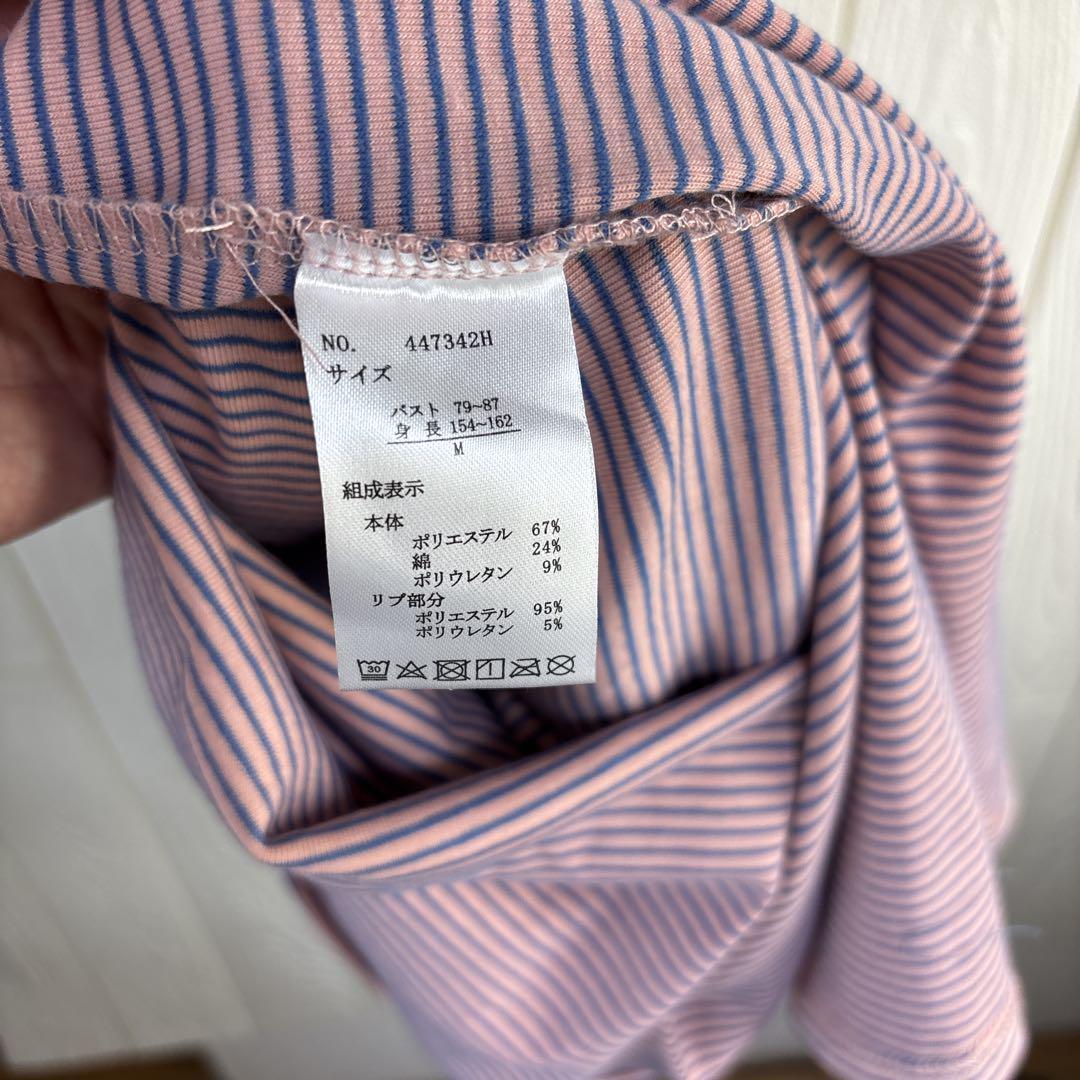 NO. 447342H
サイズ
バスト 79~87
身長 154~162
M
組成表示
本体
ポリエステル 67%
綿 24%
ポリウレタン 9%
リブ部分
ポリエステル 95%
ポリウレタン 5%
30 1